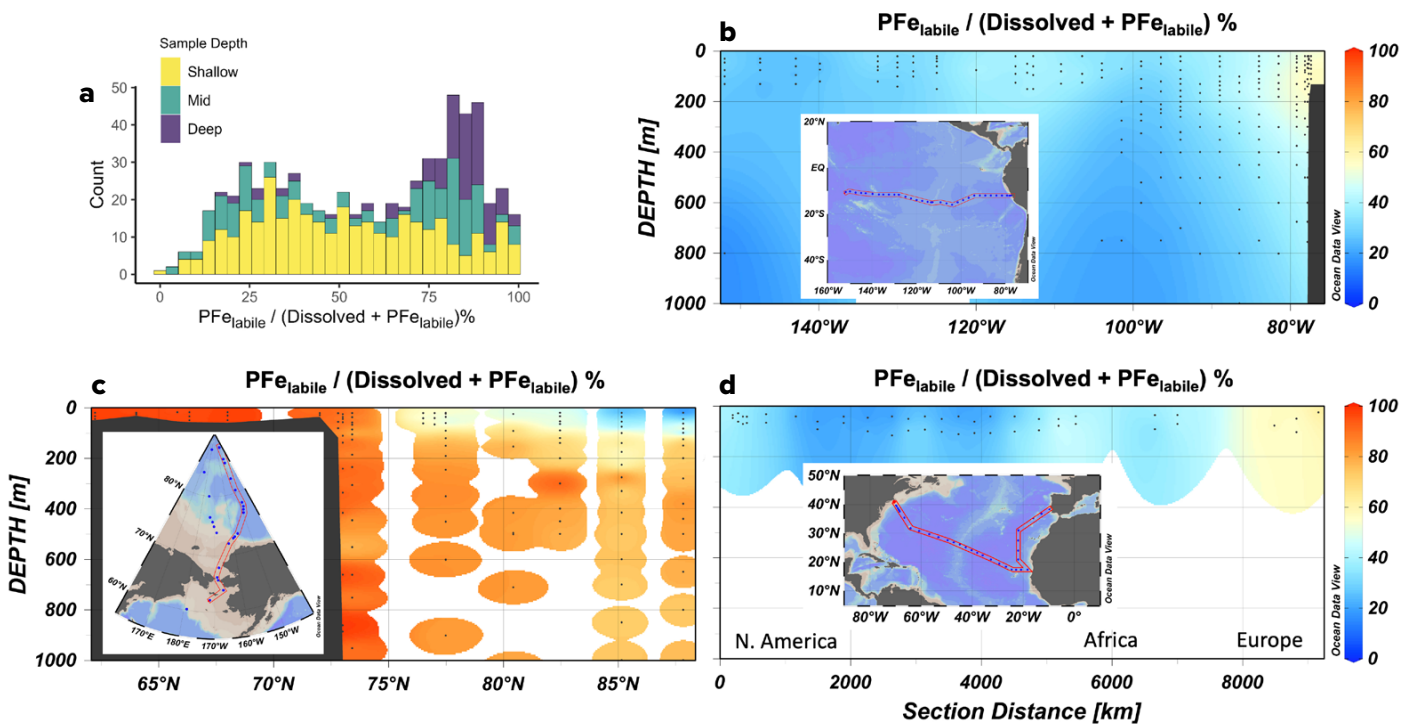 a
Sample Depth
Shallow
Mid
Deep
50
40
30
20
10
0
Count
0 25 50 75 100
PFelabile / (Dissolved + PFelabile)%
b
PFelabile / (Dissolved + PFelabile) %
0
200
400
600
800
1000
DEPTH [m]
140°W 120°W 100°W 80°W
20°N
EQ
20°S
40°S
160°W 140°W 120°W 100°W 80°W
Ocean Data View
Ocean Data View
100
80
60
40
20
0
c
PFelabile / (Dissolved + PFelabile) %
0
200
400
600
800
1000
DEPTH [m]
65°N 70°N 75°N 80°N 85°N
80°N
70°N
60°N
170°E 180°E 170°W 160°W 150°W
Ocean Data View
d
PFelabile / (Dissolved + PFelabile) %
50°N
40°N
30°N
20°N
10°N
80°W 60°W 40°W 20°W 0°
Ocean Data View
N. America Africa Europe
Ocean Data View
0 2000 4000 6000 8000
Section Distance [km]
100
80
60
40
20
0